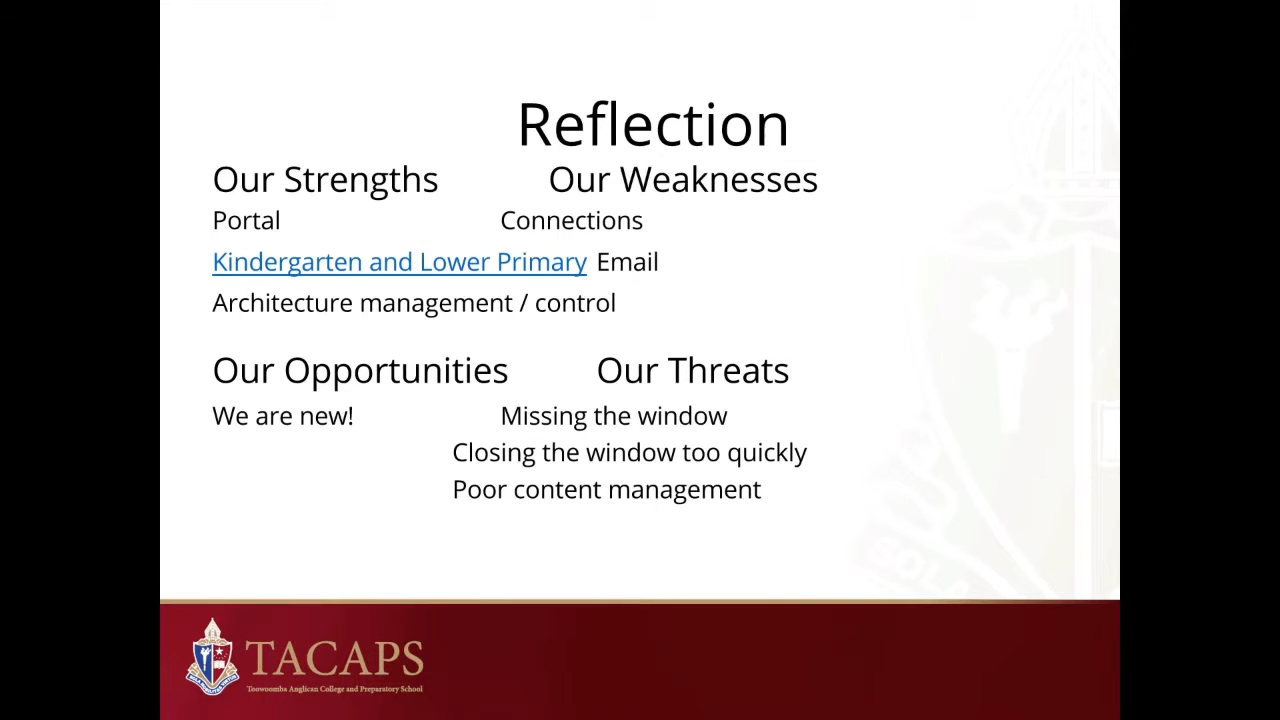 Reflection
Our Strengths Our Weaknesses
Portal Connections
Kindergarten and Lower Primary Email
Architecture management / control
Our Opportunities Our Threats
We are new! Missing the window
Closing the window too quickly
Poor content management
TACAPS
Toowoomba Anglican College and Preparatory School